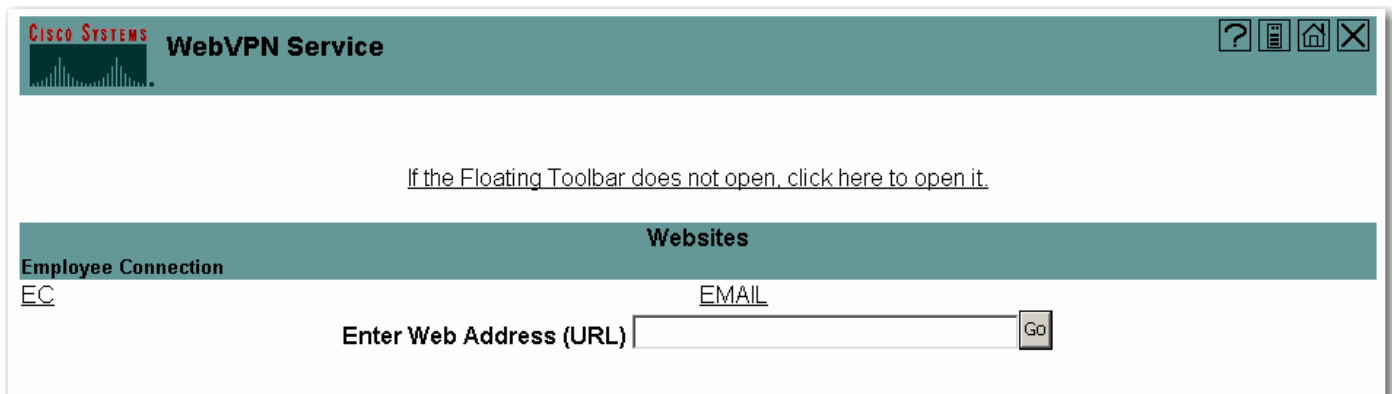 CISCO SYSTEMS
WebVPN Service
If the Floating Toolbar does not open, click here to open it.
Websites
Employee Connection
EC EMAIL
Enter Web Address (URL) Go